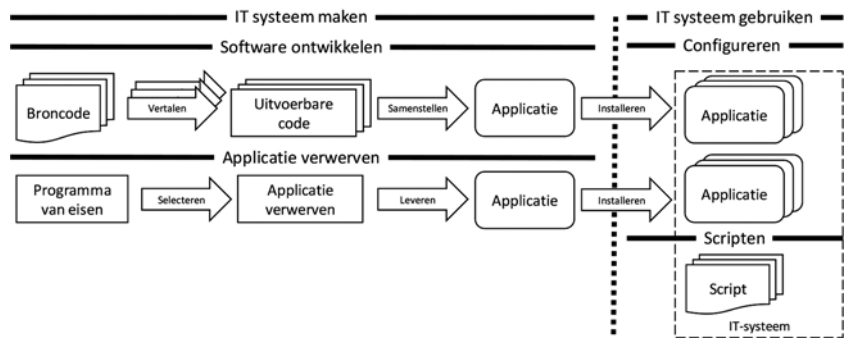 IT systeem maken
IT systeem gebruiken
Software ontwikkelen
Configureren
Broncode
Vertalen
Uitvoerbare
code
Samenstellen
Applicatie
Installeren
Applicatie
Applicatie verwerven
Programma
van eisen
Selecteren
Applicatie
verwerven
Leveren
Applicatie
Installeren
Applicatie
Scripten
Script
IT-systeem